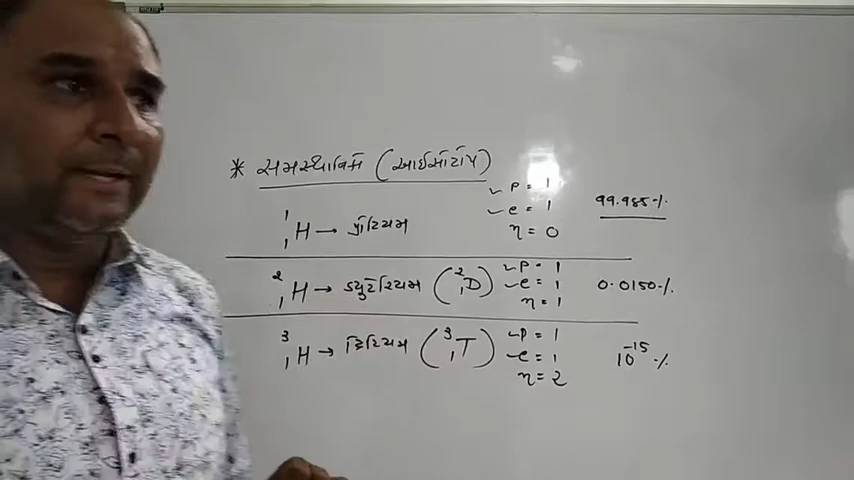 * સમસ્થાનિક (આઇસોટોપ)
¹₁H → પ્રોટિયમ p = 1 e = 1 n = 0 99.985%
²₁H → ડ્યુટેરિયમ (²₁D) p = 1 e = 1 n = 1 0.0150%
³₁H → ટ્રિટિયમ (³₁T) p = 1 e = 1 n = 2 10⁻¹⁵%